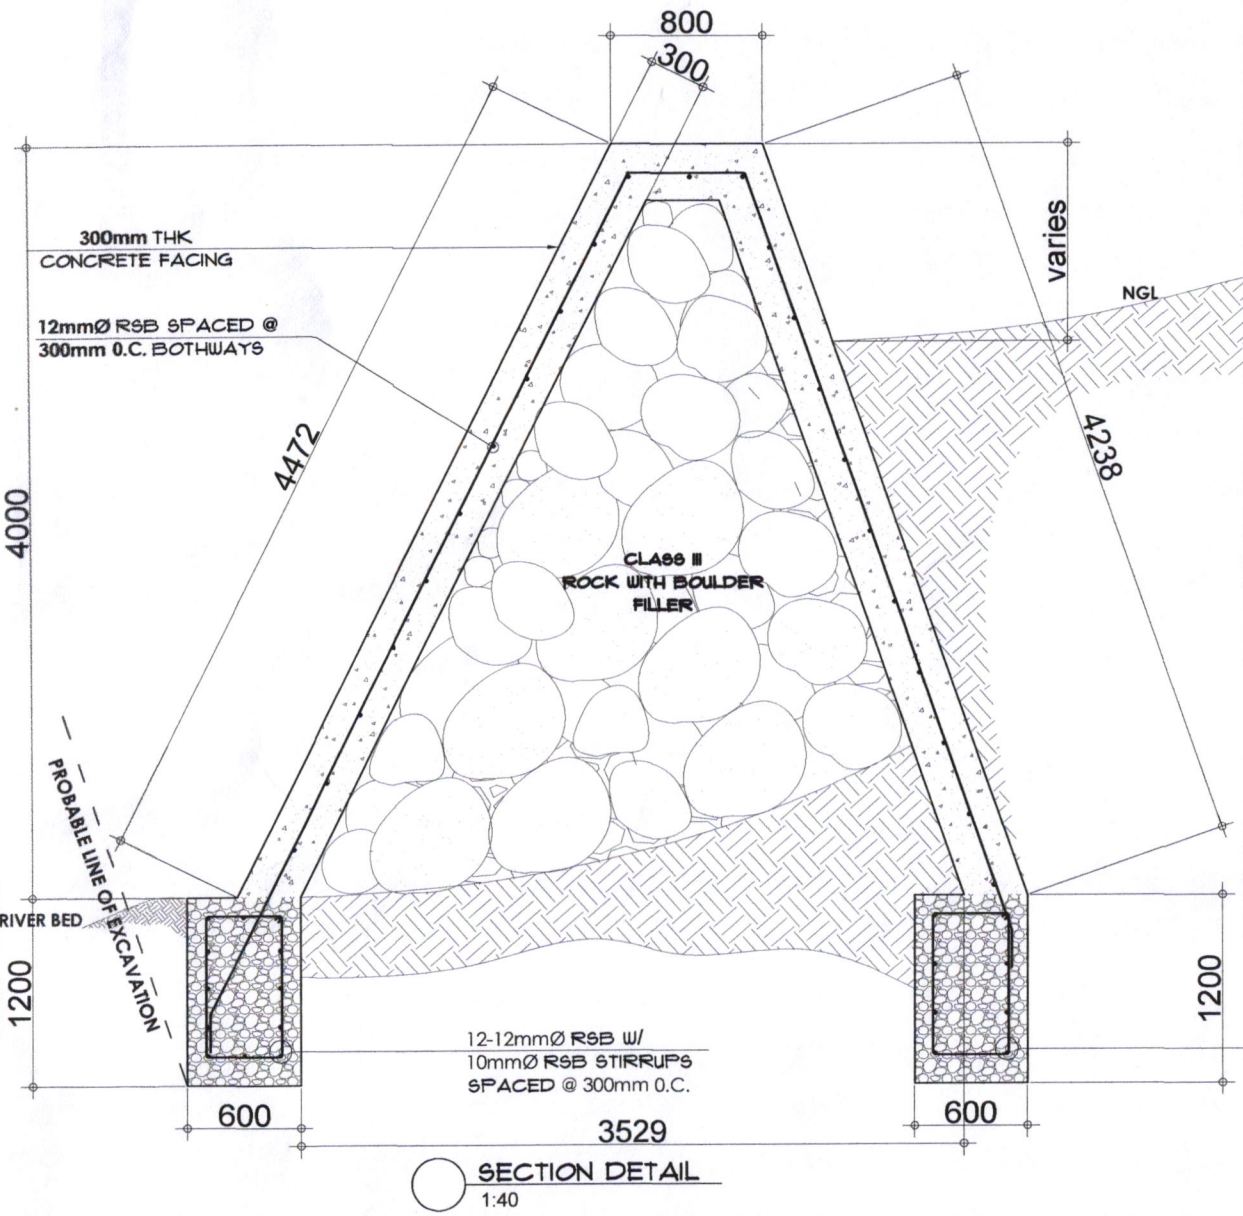 800
300
300mm THK
CONCRETE FACING
varies
NGL
12mmØ RSB SPACED @
300mm O.C. BOTHWAYS
4472
4238
4000
CLASS III
ROCK WITH BOULDER
FILLER
PROBABLE LINE OF EXCAVATION
RIVER BED
1200
1200
12-12mmØ RSB W/
10mmØ RSB STIRRUPS
SPACED @ 300mm O.C.
600
600
3529
SECTION DETAIL
1:40